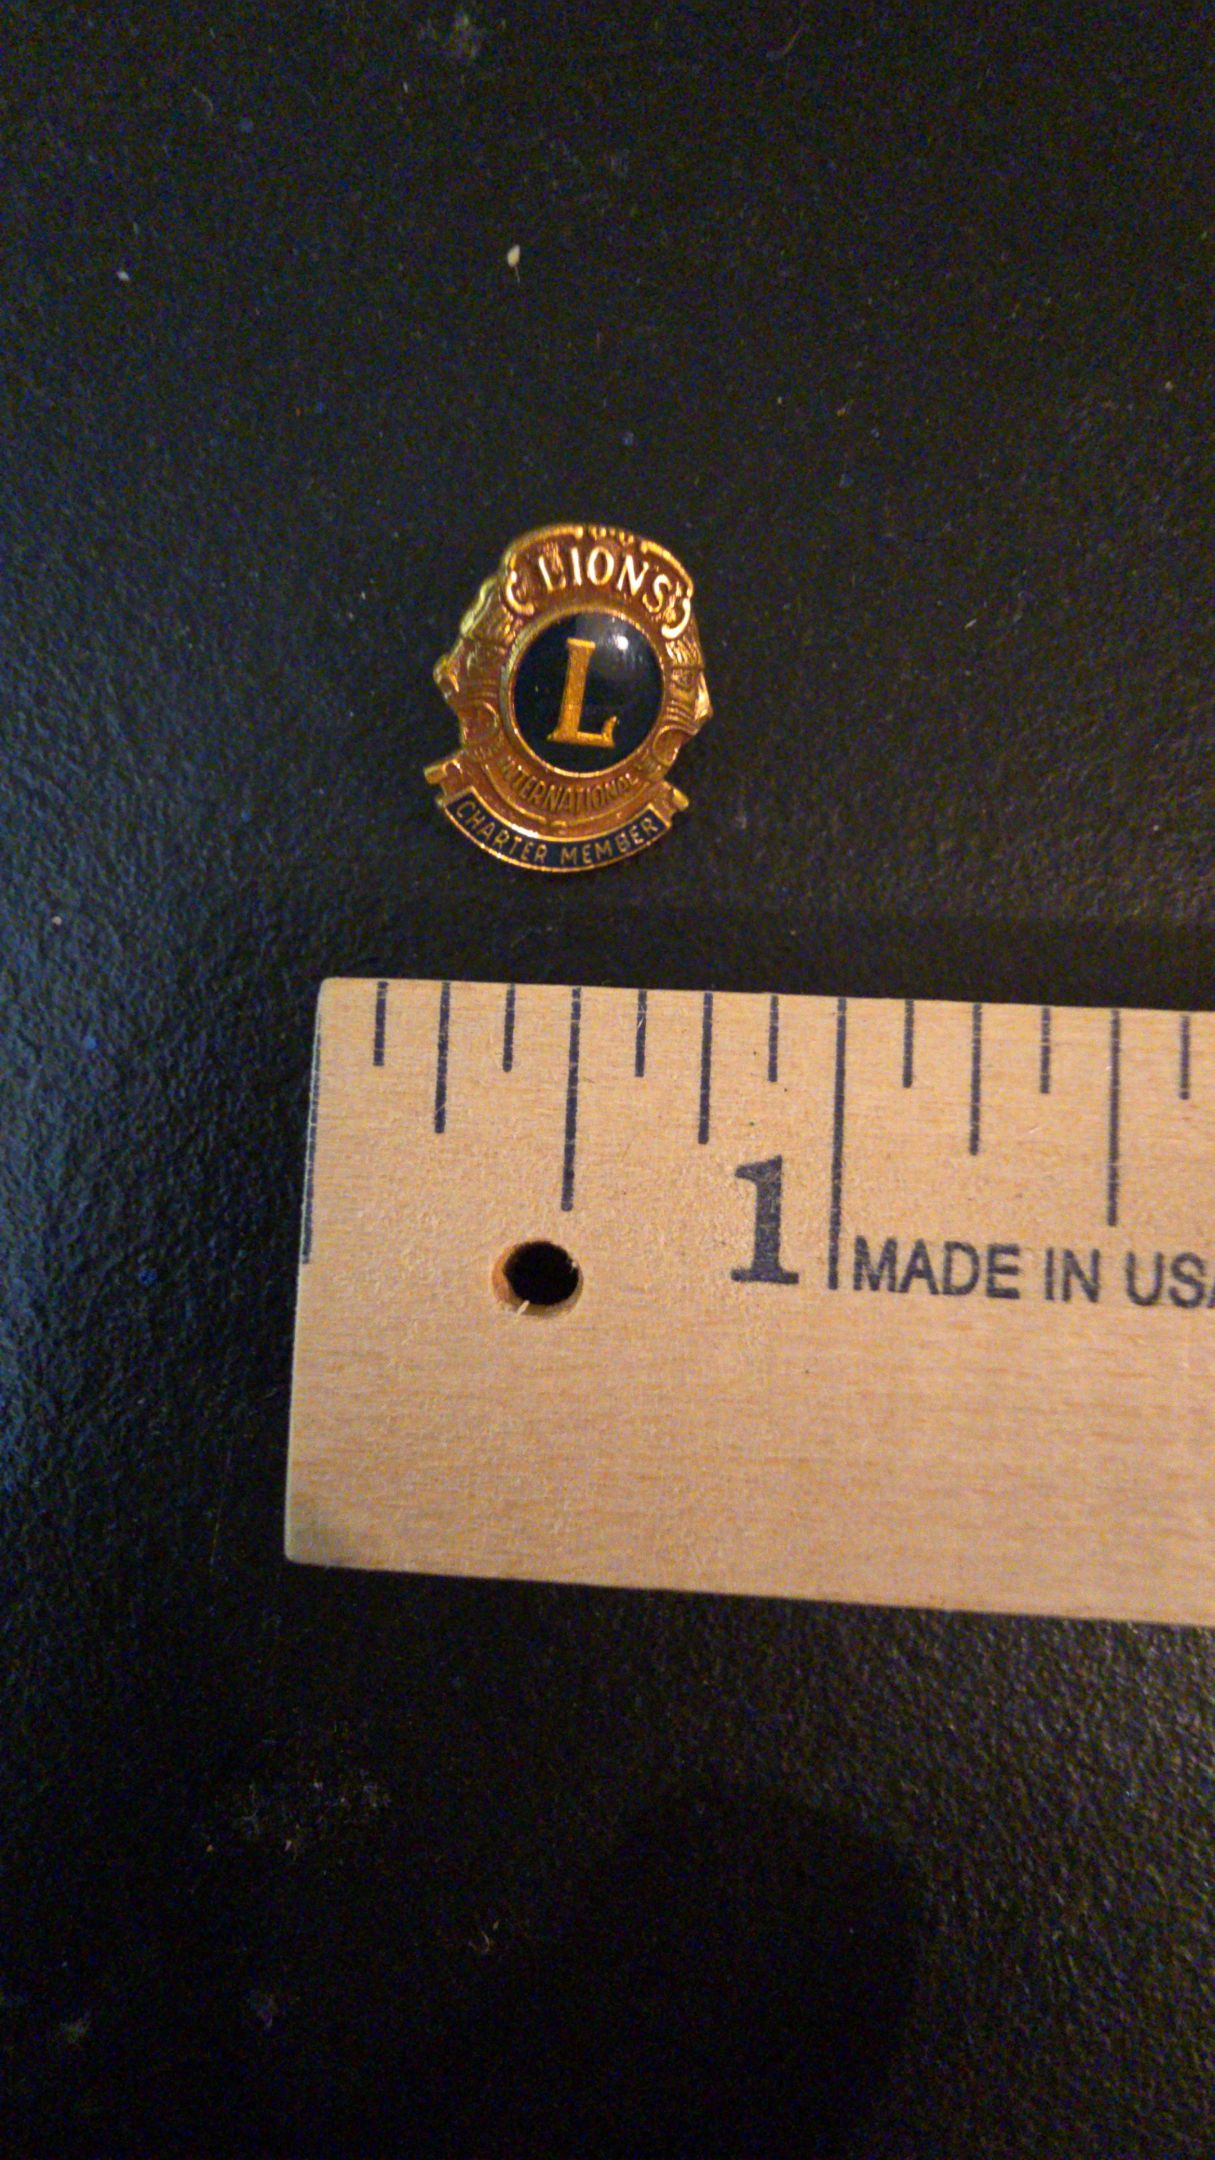 LIONS
L
INTERNATIONAL
CHARTER MEMBER
1
MADE IN USA